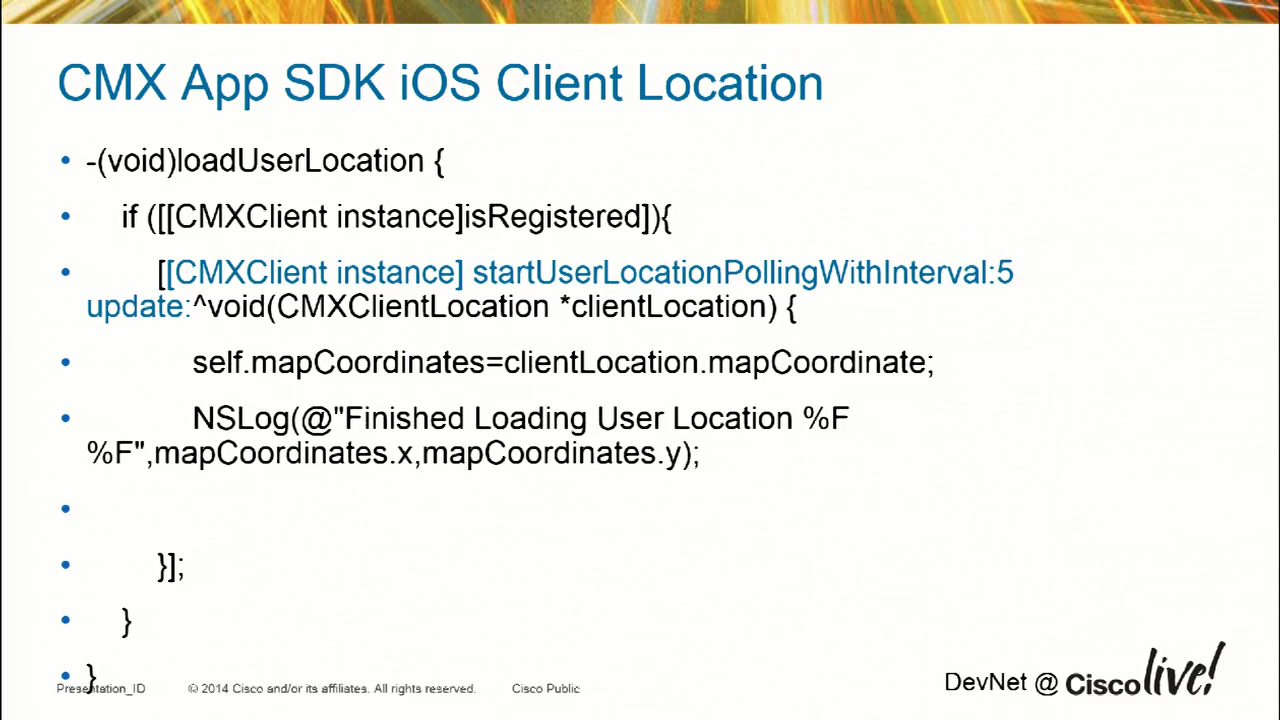 CMX App SDK iOS Client Location
• -(void)loadUserLocation {
• if ([[CMXClient instance]isRegistered]){
• [[CMXClient instance] startUserLocationPollingWithInterval:5
update:^void(CMXClientLocation *clientLocation) {
• self.mapCoordinates=clientLocation.mapCoordinate;
• NSLog(@"Finished Loading User Location %F
%F",mapCoordinates.x,mapCoordinates.y);
•
• }];
• }
• }
Presentation_ID © 2014 Cisco and/or its affiliates. All rights reserved. Cisco Public
DevNet @ Cisco live!